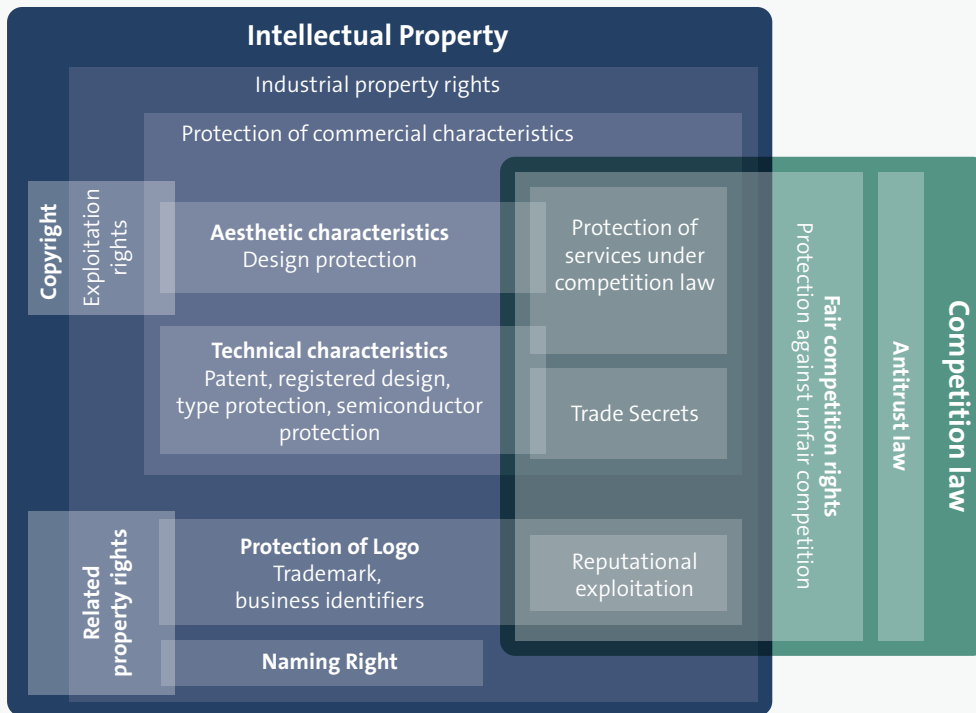 Intellectual Property
Industrial property rights
Protection of commercial characteristics
Copyright
Exploitation
rights
Aesthetic characteristics
Design protection
Protection of
services under
competition law
Technical characteristics
Patent, registered design,
type protection, semiconductor
protection
Trade Secrets
Related
property rights
Protection of Logo
Trademark,
business identifiers
Reputational
exploitation
Naming Right
Fair competition rights
Protection against unfair competition
Antitrust law
Competition law